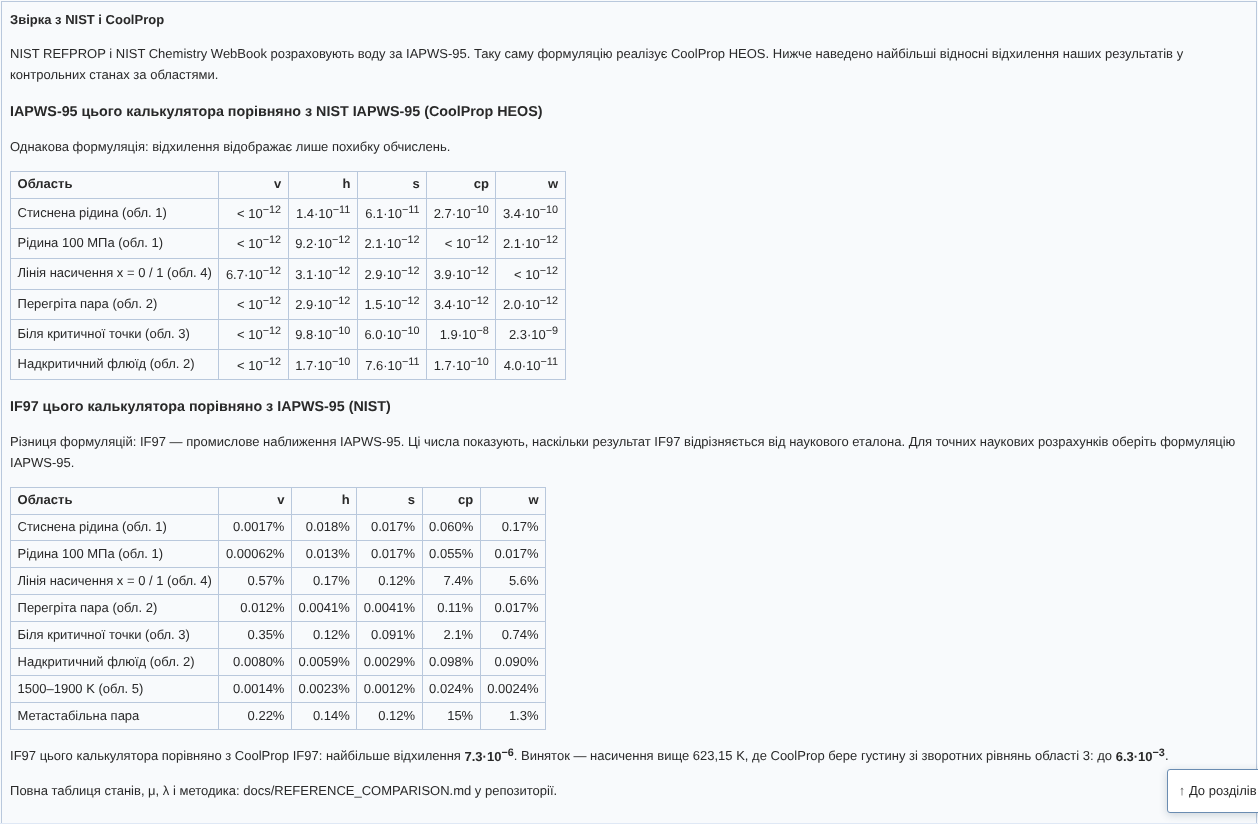 Звірка з NIST і CoolProp
NIST REFPROP і NIST Chemistry WebBook розраховують воду за IAPWS-95. Таку саму формуляцію реалізує CoolProp HEOS. Нижче наведено найбільші відносні відхилення наших результатів у
контрольних станах за областями.
IAPWS-95 цього калькулятора порівняно з NIST IAPWS-95 (CoolProp HEOS)
Однакова формуляція: відхилення відображає лише похибку обчислень.
Область v h s cp w
Стиснена рідина (обл. 1) < 10⁻¹² 1.4·10⁻¹¹ 6.1·10⁻¹¹ 2.7·10⁻¹⁰ 3.4·10⁻¹⁰
Рідина 100 МПа (обл. 1) < 10⁻¹² 9.2·10⁻¹² 2.1·10⁻¹² < 10⁻¹² 2.1·10⁻¹²
Лінія насичення x = 0 / 1 (обл. 4) 6.7·10⁻¹² 3.1·10⁻¹² 2.9·10⁻¹² 3.9·10⁻¹² < 10⁻¹²
Перегріта пара (обл. 2) < 10⁻¹² 2.9·10⁻¹² 1.5·10⁻¹² 3.4·10⁻¹² 2.0·10⁻¹²
Біля критичної точки (обл. 3) < 10⁻¹² 9.8·10⁻¹⁰ 6.0·10⁻¹⁰ 1.9·10⁻⁸ 2.3·10⁻⁹
Надкритичний флюїд (обл. 2) < 10⁻¹² 1.7·10⁻¹⁰ 7.6·10⁻¹¹ 1.7·10⁻¹⁰ 4.0·10⁻¹¹
IF97 цього калькулятора порівняно з IAPWS-95 (NIST)
Різниця формуляцій: IF97 — промислове наближення IAPWS-95. Ці числа показують, наскільки результат IF97 відрізняється від наукового еталона. Для точних наукових розрахунків оберіть формуляцію
IAPWS-95.
Область v h s cp w
Стиснена рідина (обл. 1) 0.0017% 0.018% 0.017% 0.060% 0.17%
Рідина 100 МПа (обл. 1) 0.00062% 0.013% 0.017% 0.055% 0.017%
Лінія насичення x = 0 / 1 (обл. 4) 0.57% 0.17% 0.12% 7.4% 5.6%
Перегріта пара (обл. 2) 0.012% 0.0041% 0.0041% 0.11% 0.017%
Біля критичної точки (обл. 3) 0.35% 0.12% 0.091% 2.1% 0.74%
Надкритичний флюїд (обл. 2) 0.0080% 0.0059% 0.0029% 0.098% 0.090%
1500–1900 K (обл. 5) 0.0014% 0.0023% 0.0012% 0.024% 0.0024%
Метастабільна пара 0.22% 0.14% 0.12% 15% 1.3%
IF97 цього калькулятора порівняно з CoolProp IF97: найбільше відхилення 7.3·10⁻⁶. Виняток — насичення вище 623,15 K, де CoolProp бере густину зі зворотних рівнянь області 3: до 6.3·10⁻³.
Повна таблиця станів, μ, λ і методика: docs/REFERENCE_COMPARISON.md у репозиторії.
↑ До розділів